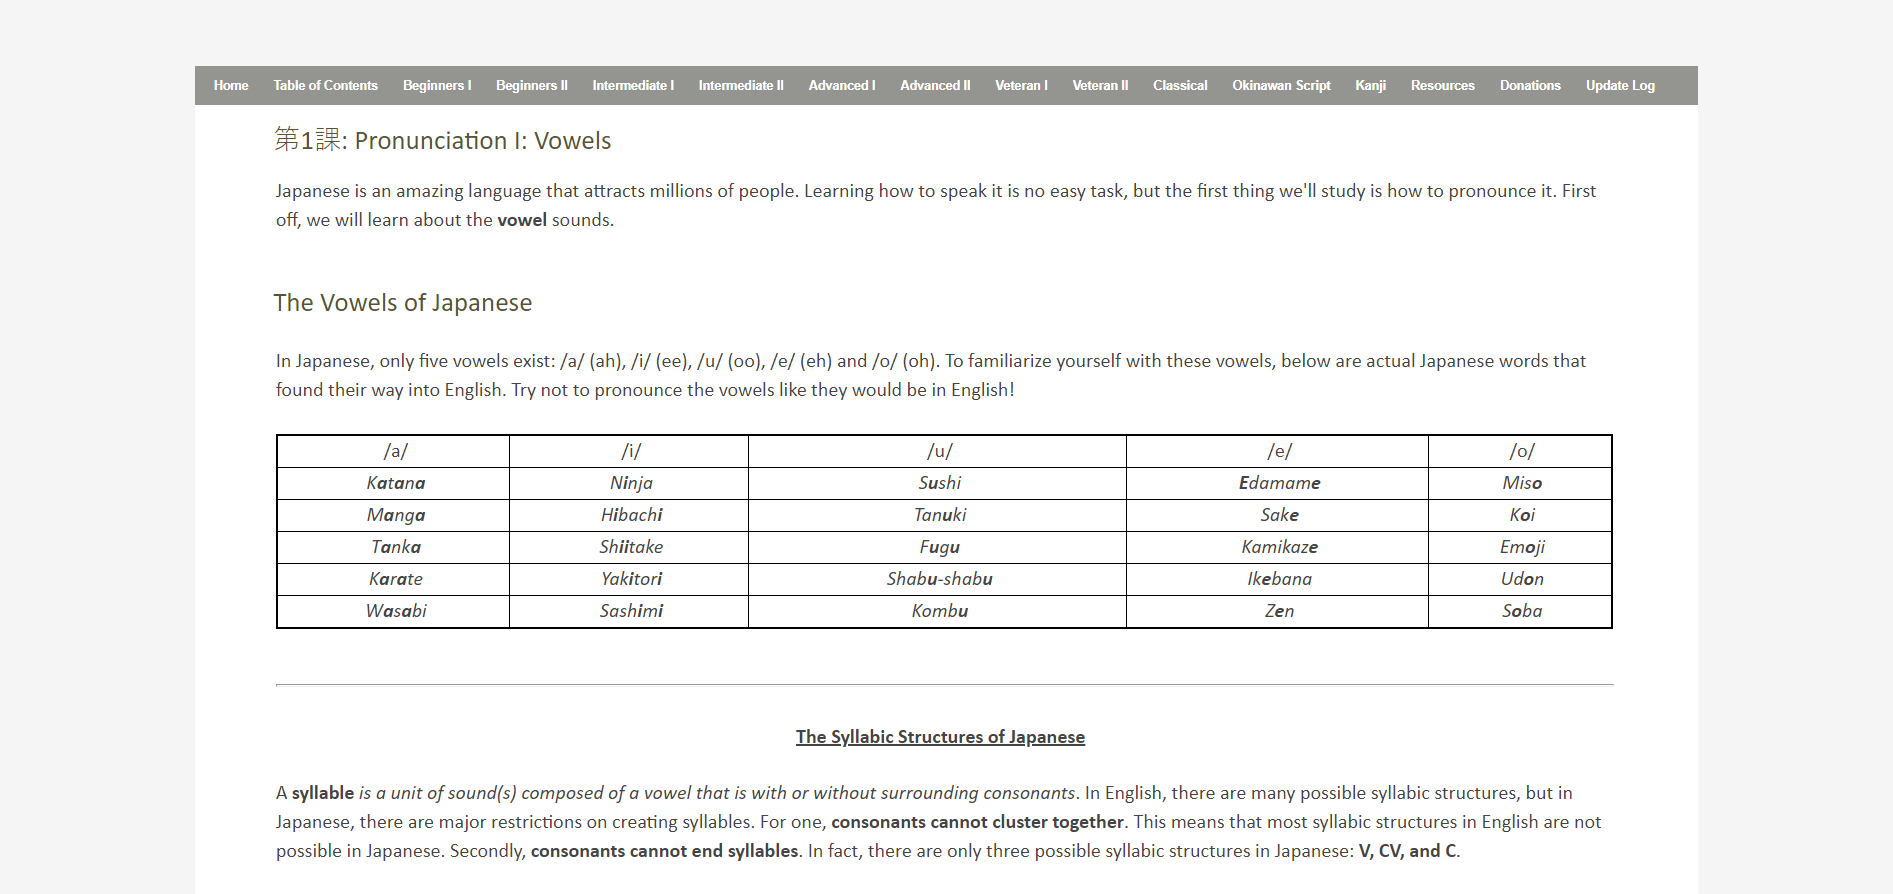 Home Table of Contents Beginners I Beginners II Intermediate I Intermediate II Advanced I Advanced II Veteran I Veteran II Classical Okinawan Script Kanji Resources Donations Update Log
第1課: Pronunciation I: Vowels
Japanese is an amazing language that attracts millions of people. Learning how to speak it is no easy task, but the first thing we'll study is how to pronounce it. First
off, we will learn about the vowel sounds.
The Vowels of Japanese
In Japanese, only five vowels exist: /a/ (ah), /i/ (ee), /u/ (oo), /e/ (eh) and /o/ (oh). To familiarize yourself with these vowels, below are actual Japanese words that
found their way into English. Try not to pronounce the vowels like they would be in English!
/a/ /i/ /u/ /e/ /o/
Katana Ninja Sushi Edamame Miso
Manga Hibachi Tanuki Sake Koi
Tanka Shiitake Fugu Kamikaze Emoji
Karate Yakitori Shabu-shabu Ikebana Udon
Wasabi Sashimi Kombu Zen Soba
The Syllabic Structures of Japanese
A syllable is a unit of sound(s) composed of a vowel that is with or without surrounding consonants. In English, there are many possible syllabic structures, but in
Japanese, there are major restrictions on creating syllables. For one, consonants cannot cluster together. This means that most syllabic structures in English are not
possible in Japanese. Secondly, consonants cannot end syllables. In fact, there are only three possible syllabic structures in Japanese: V, CV, and C.